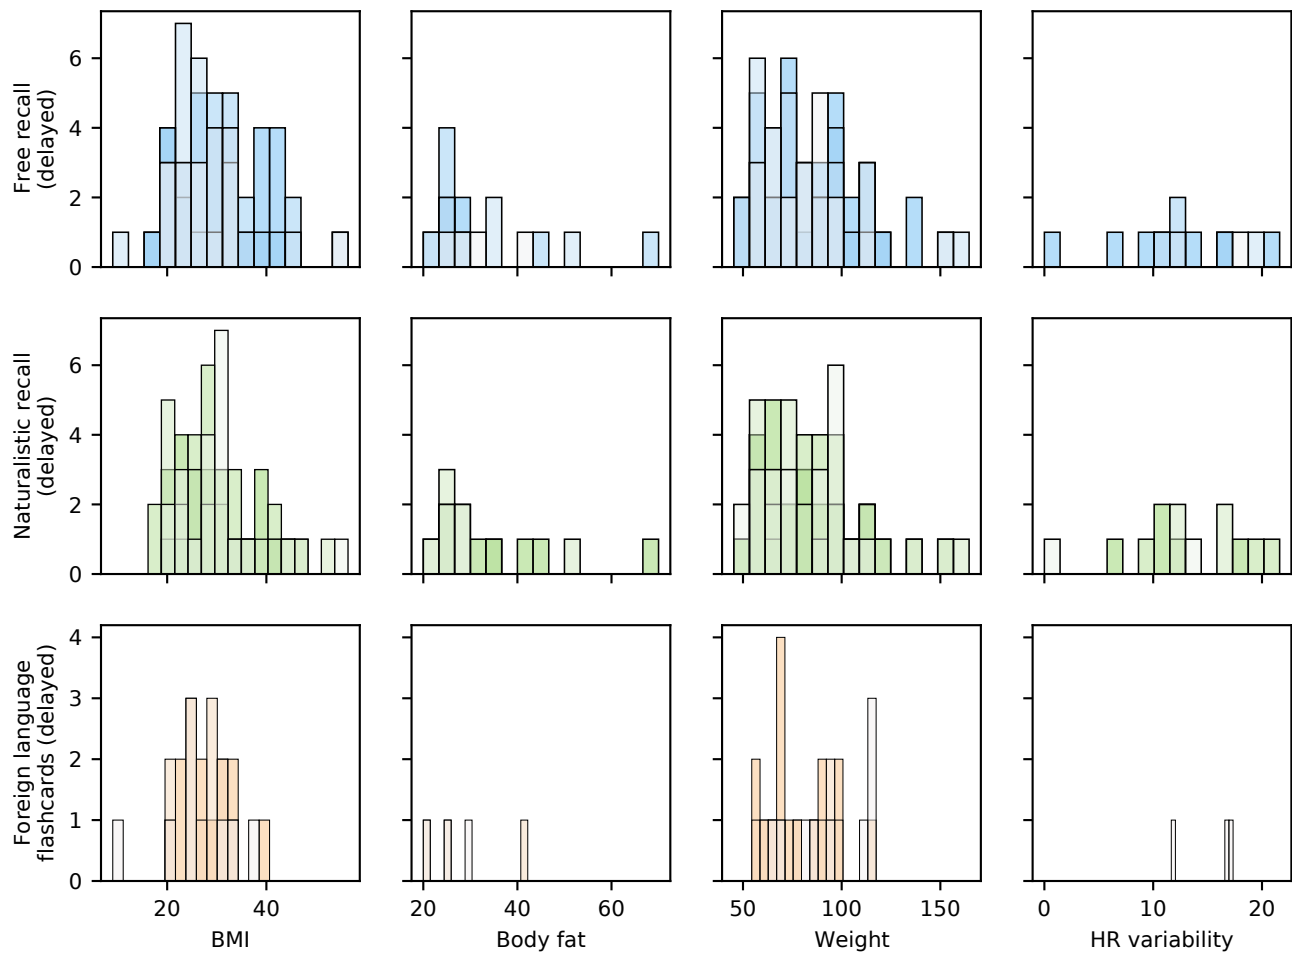 Free recall
(delayed)
0
2
4
6
20
40
Naturalistic recall
(delayed)
0
2
4
6
Foreign language
flashcards (delayed)
0
1
2
3
4
20
40
20
40
60
50
100
150
0
10
20
BMI
Body fat
Weight
HR variability